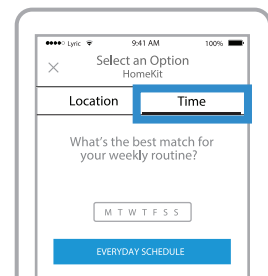 Lyric 9:41 AM 100%
Select an Option
HomeKit
Location Time
What's the best match for
your weekly routine?
M T W T F S S
EVERYDAY SCHEDULE